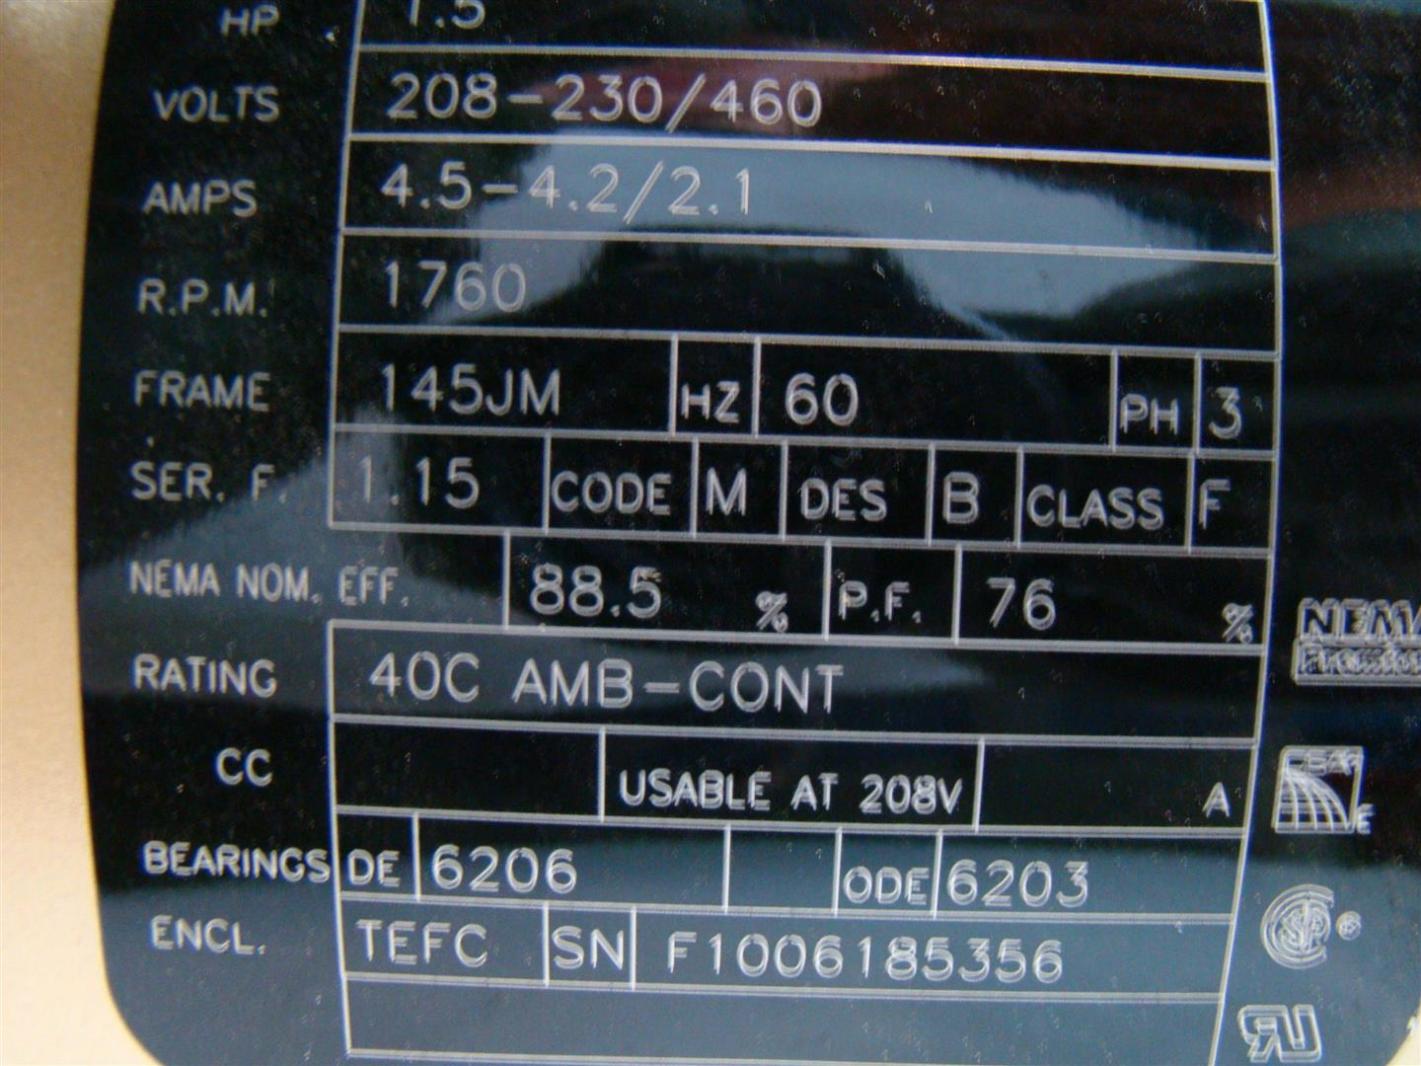 HP 1.5
VOLTS 208-230/460
AMPS 4.5-4.2/2.1
R.P.M. 1760
FRAME 145JM HZ 60 PH 3
SER. F. 1.15 CODE M DES B CLASS F
NEMA NOM. EFF. 88.5 % P.F. 76 %
NEMA
Premium
RATING 40C AMB-CONT
CC USABLE AT 208V A
BEARINGS DE 6206 ODE 6203
ENCL. TEFC SN F1006185356